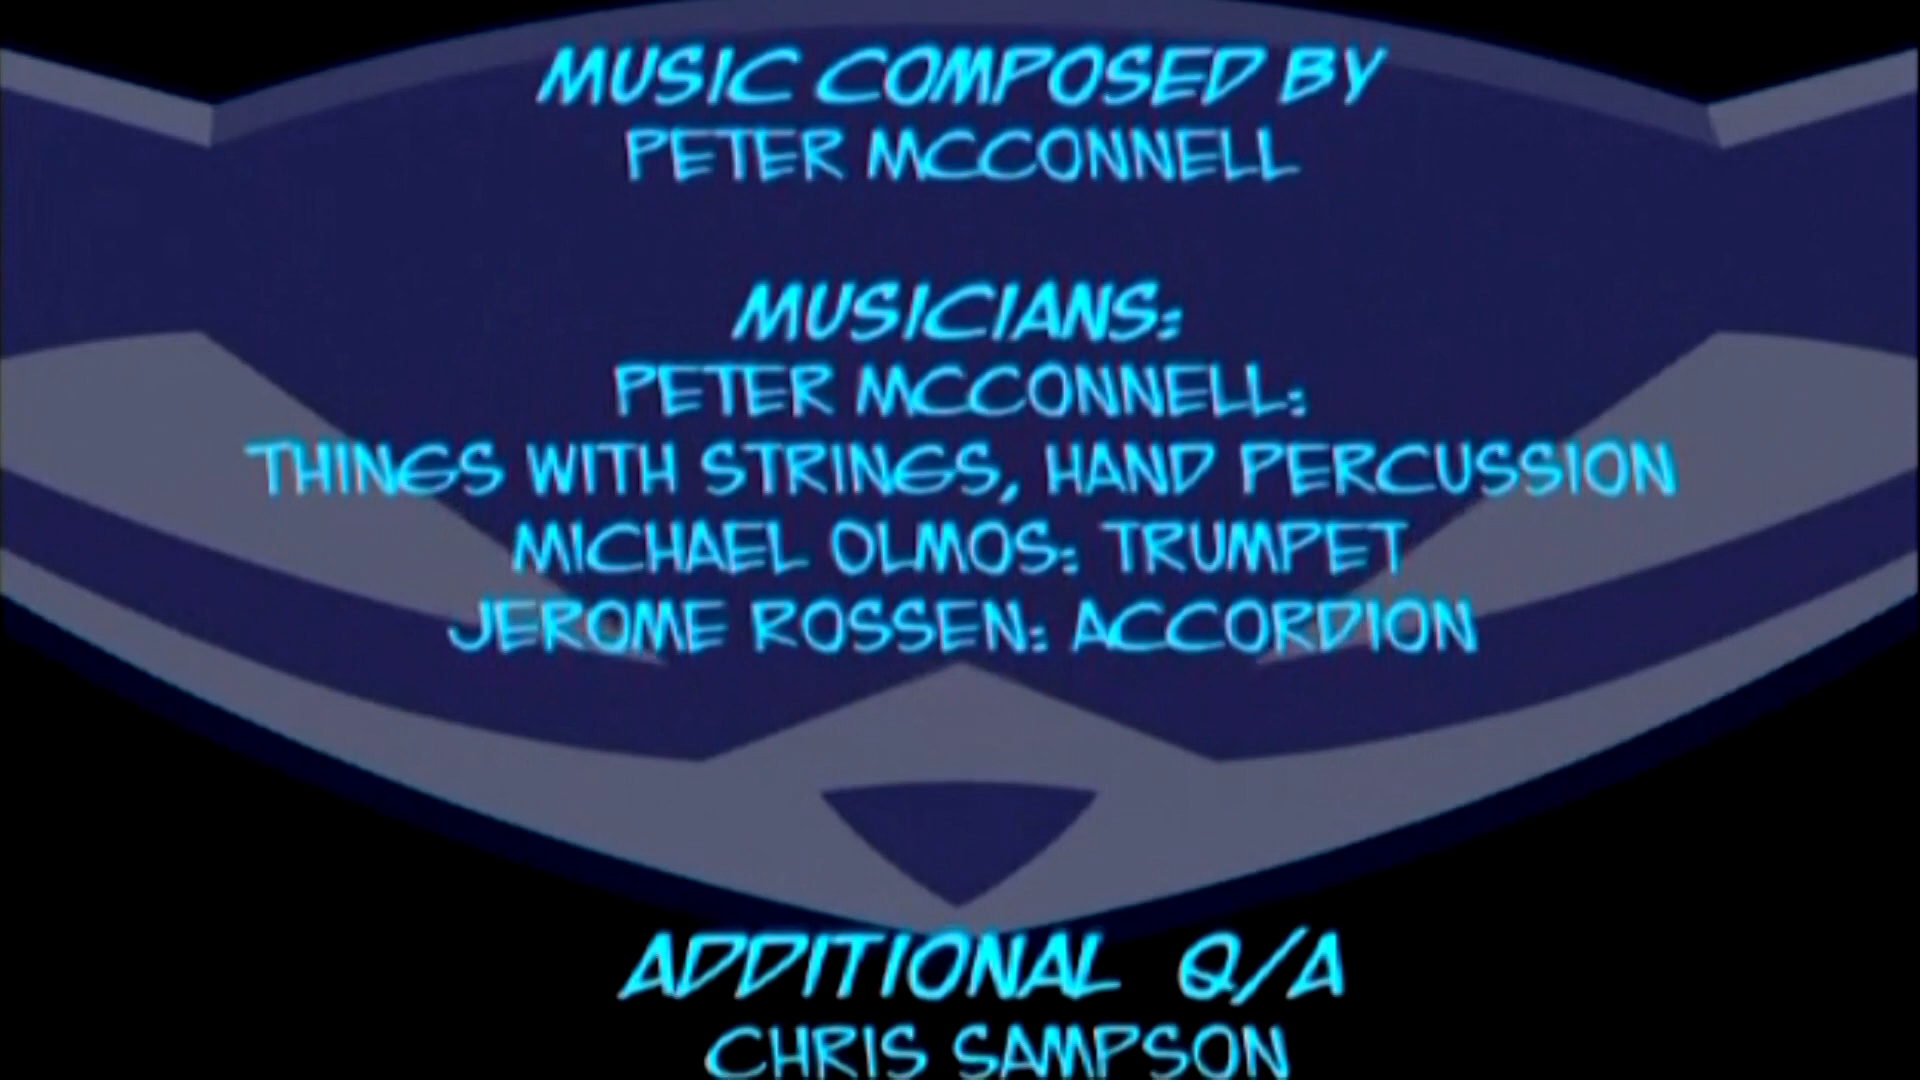 MUSIC COMPOSED BY
PETER MCCONNELL
MUSICIANS:
PETER MCCONNELL:
THINGS WITH STRINGS, HAND PERCUSSION
MICHAEL OLMOS: TRUMPET
JEROME ROSSEN: ACCORDION
ADDITIONAL Q/A
CHRIS SAMPSON